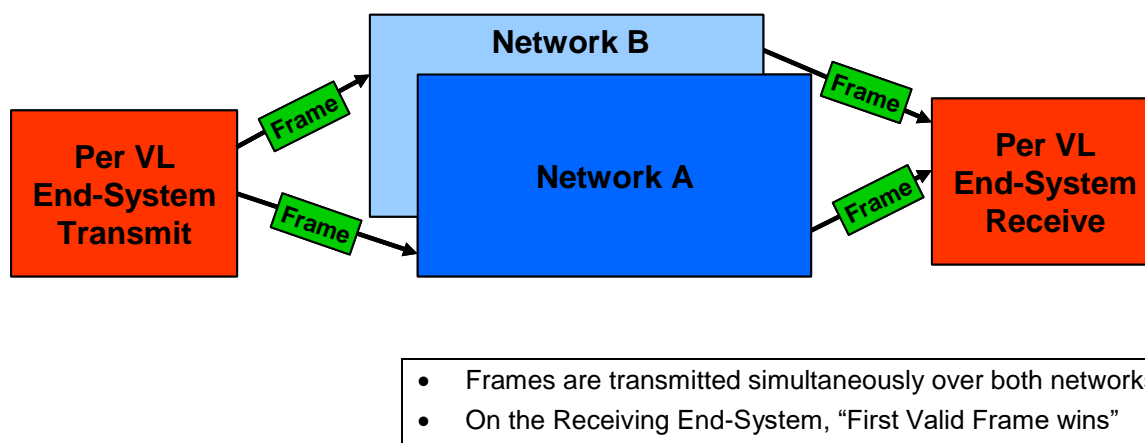 Network B
Frame
Frame
Per VL
End-System
Transmit
Network A
Frame
Frame
Per VL
End-System
Receive
• Frames are transmitted simultaneously over both networks
• On the Receiving End-System, “First Valid Frame wins”